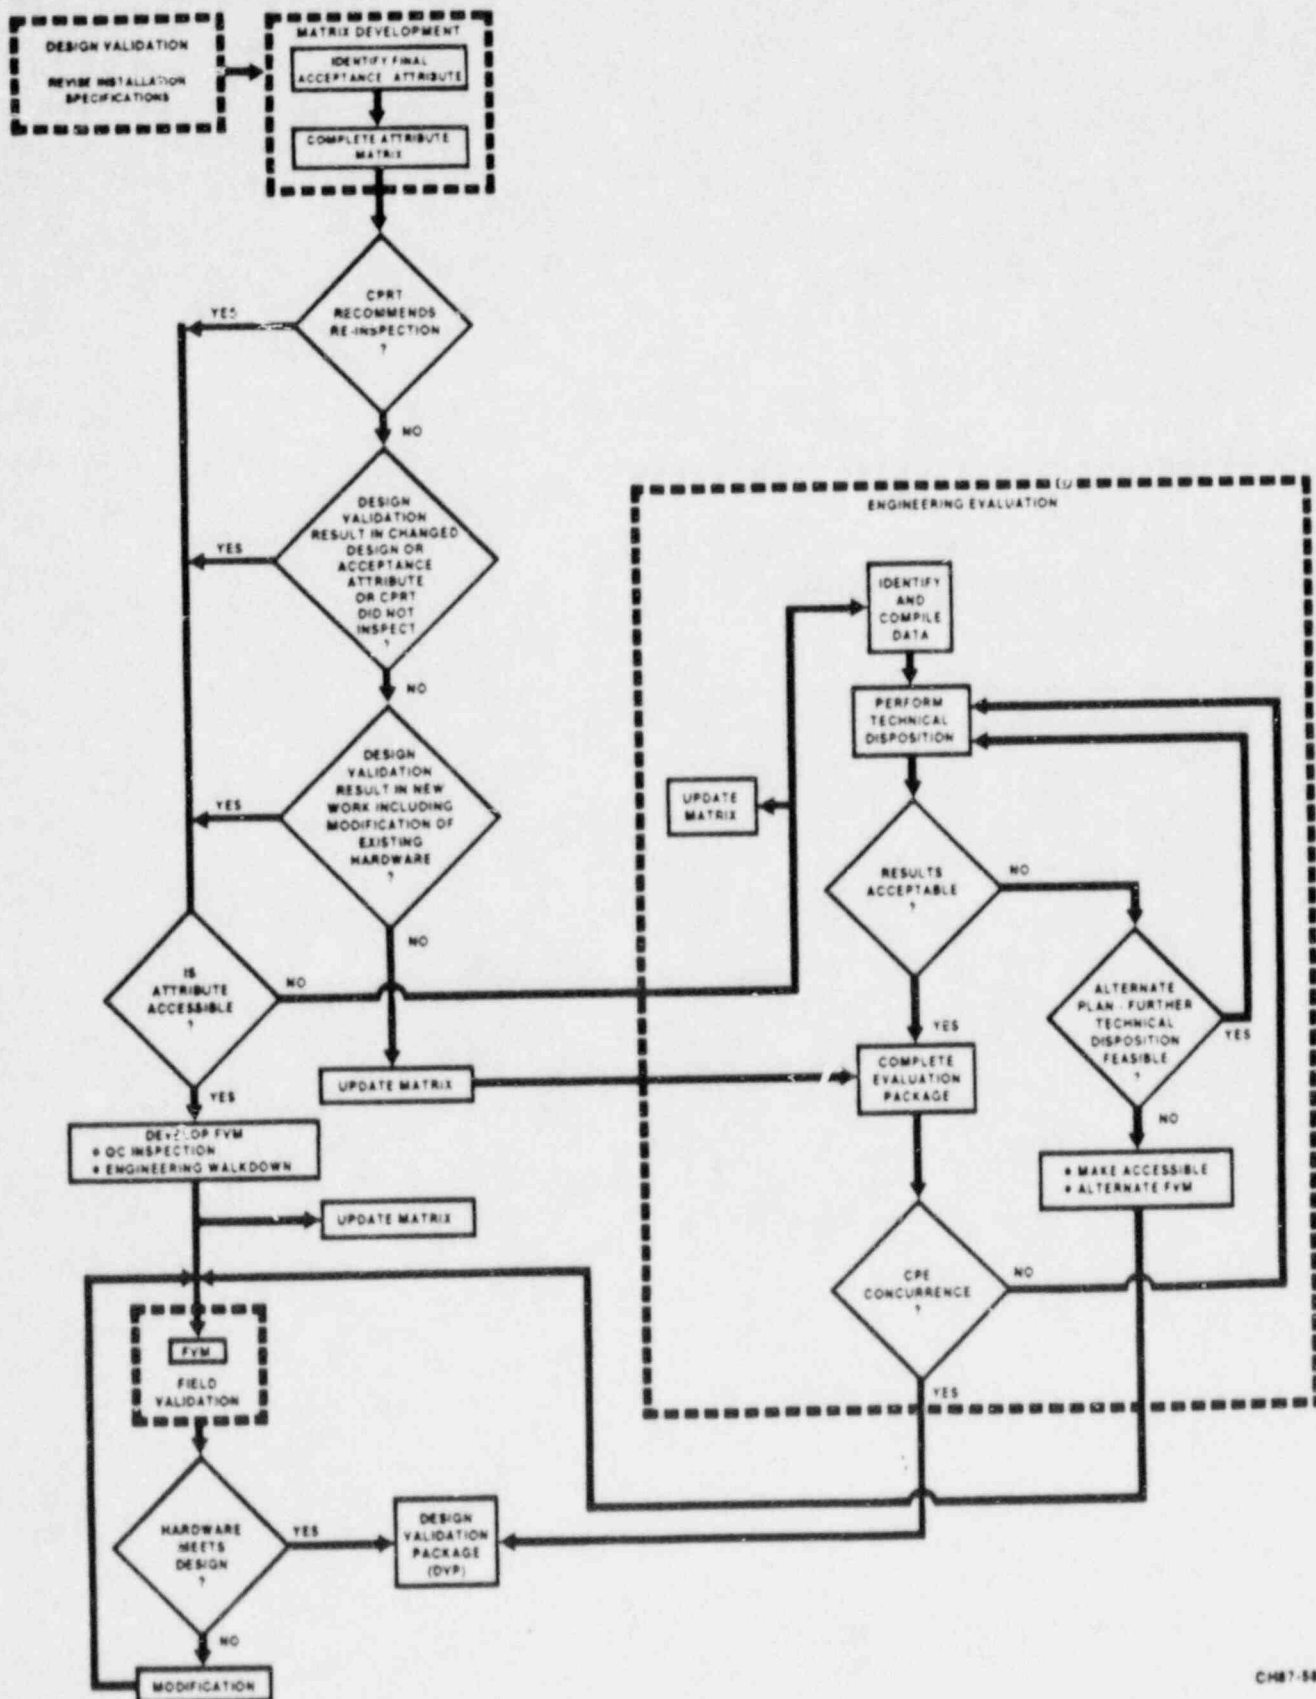 DESIGN VALIDATION
REVISE INSTALLATION
SPECIFICATIONS
MATRIX DEVELOPMENT
IDENTIFY FINAL
ACCEPTANCE ATTRIBUTE
COMPLETE ATTRIBUTE
MATRIX
CPRT
RECOMMENDS
RE-INSPECTION
?
YES
NO
DESIGN
VALIDATION
RESULT IN CHANGED
DESIGN OR
ACCEPTANCE
ATTRIBUTE
OR CPRT
DID NOT
INSPECT
?
YES
NO
DESIGN
VALIDATION
RESULT IN NEW
WORK INCLUDING
MODIFICATION OF
EXISTING
HARDWARE
?
YES
NO
IS
ATTRIBUTE
ACCESSIBLE
?
NO
YES
UPDATE MATRIX
DEVELOP FVM
* QC INSPECTION
* ENGINEERING WALKDOWN
UPDATE MATRIX
FVM
FIELD
VALIDATION
HARDWARE
MEETS
DESIGN
?
YES
NO
MODIFICATION
DESIGN
VALIDATION
PACKAGE
(DVP)
ENGINEERING EVALUATION
IDENTIFY
AND
COMPILE
DATA
PERFORM
TECHNICAL
DISPOSITION
UPDATE
MATRIX
RESULTS
ACCEPTABLE
?
NO
YES
ALTERNATE
PLAN - FURTHER
TECHNICAL
DISPOSITION
FEASIBLE
?
YES
NO
COMPLETE
EVALUATION
PACKAGE
* MAKE ACCESSIBLE
* ALTERNATE FVM
CPE
CONCURRENCE
?
NO
YES